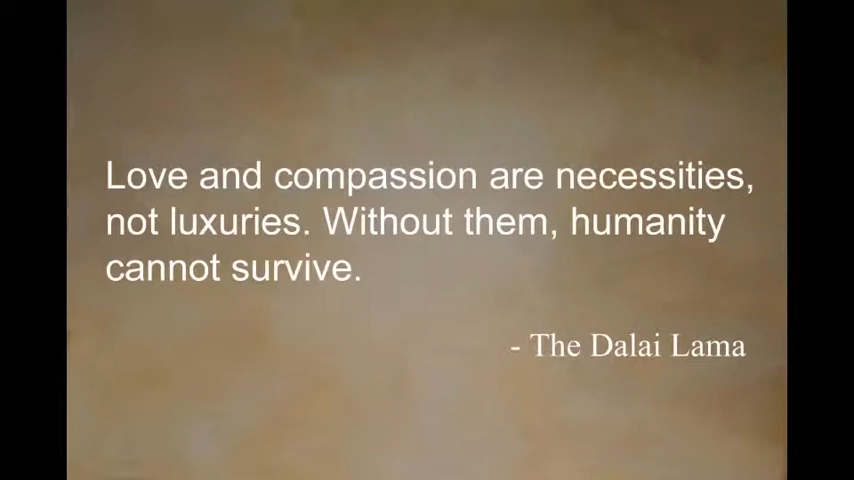 Love and compassion are necessities,
not luxuries. Without them, humanity
cannot survive.
- The Dalai Lama